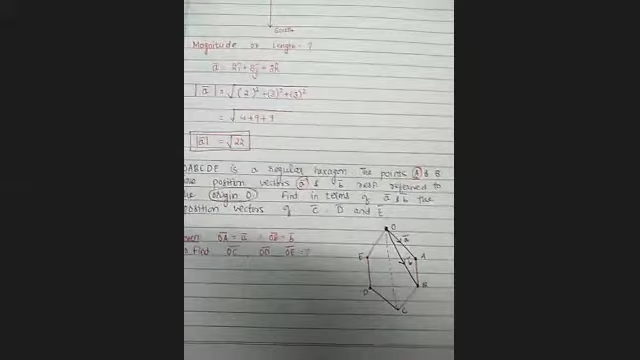 South
Magnitude or Length - ?
a̅ = 2i + 3j + 3k
|a̅| = √(2)² + (3)² + (3)²
= √4+9+9
|a̅| = √22
OABCDE is a regular hexagon. The points A & B
have position vectors a̅ & b̅ resp. referred to
the (origin O). Find in terms of a̅ & b̅ the
position vectors of C̅, D̅ and E̅
Given OA̅ = a̅ OB̅ = b̅
To find OC̅, OD̅ OE̅ = ?
O
a̅
E
b̅
A
D
B
C